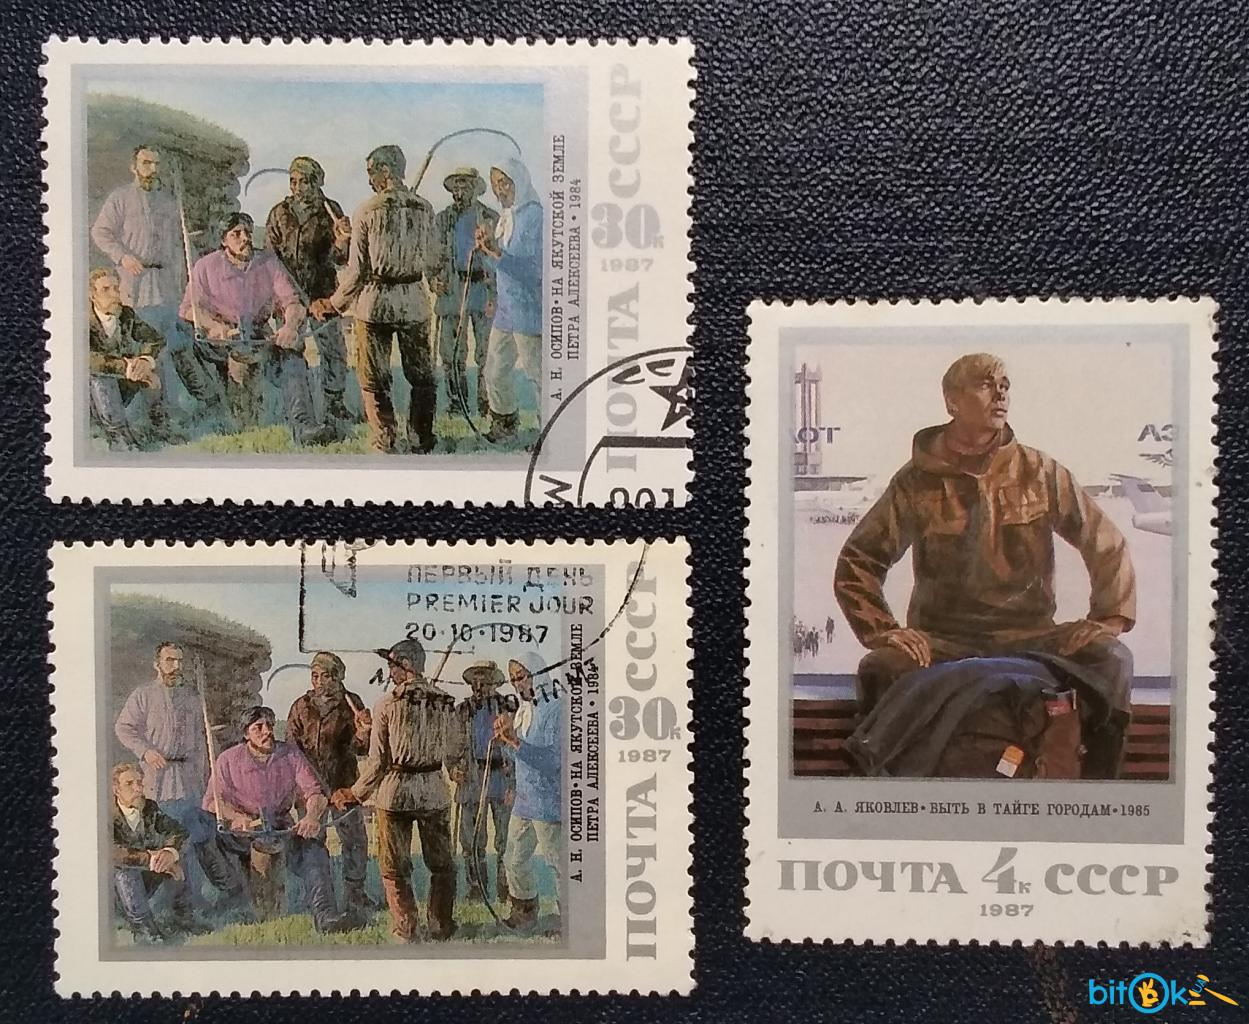 А. Н. ОСИПОВ • НА ЯКУТСКОЙ ЗЕМЛЕ
ПЕТРА АЛЕКСЕЕВА • 1984
ПОЧТА 30к СССР
1987
ПЕРВЫЙ ДЕНЬ
PREMIER JOUR
20•10•1987
А. Н. ОСИПОВ • НА ЯКУТСКОЙ ЗЕМЛЕ
ПЕТРА АЛЕКСЕЕВА • 1984
ПОЧТА 30к СССР
1987
АЭ
А. А. ЯКОВЛЕВ • БЫТЬ В ТАЙГЕ ГОРОДАМ • 1985
ПОЧТА 4к СССР
1987
bitOk